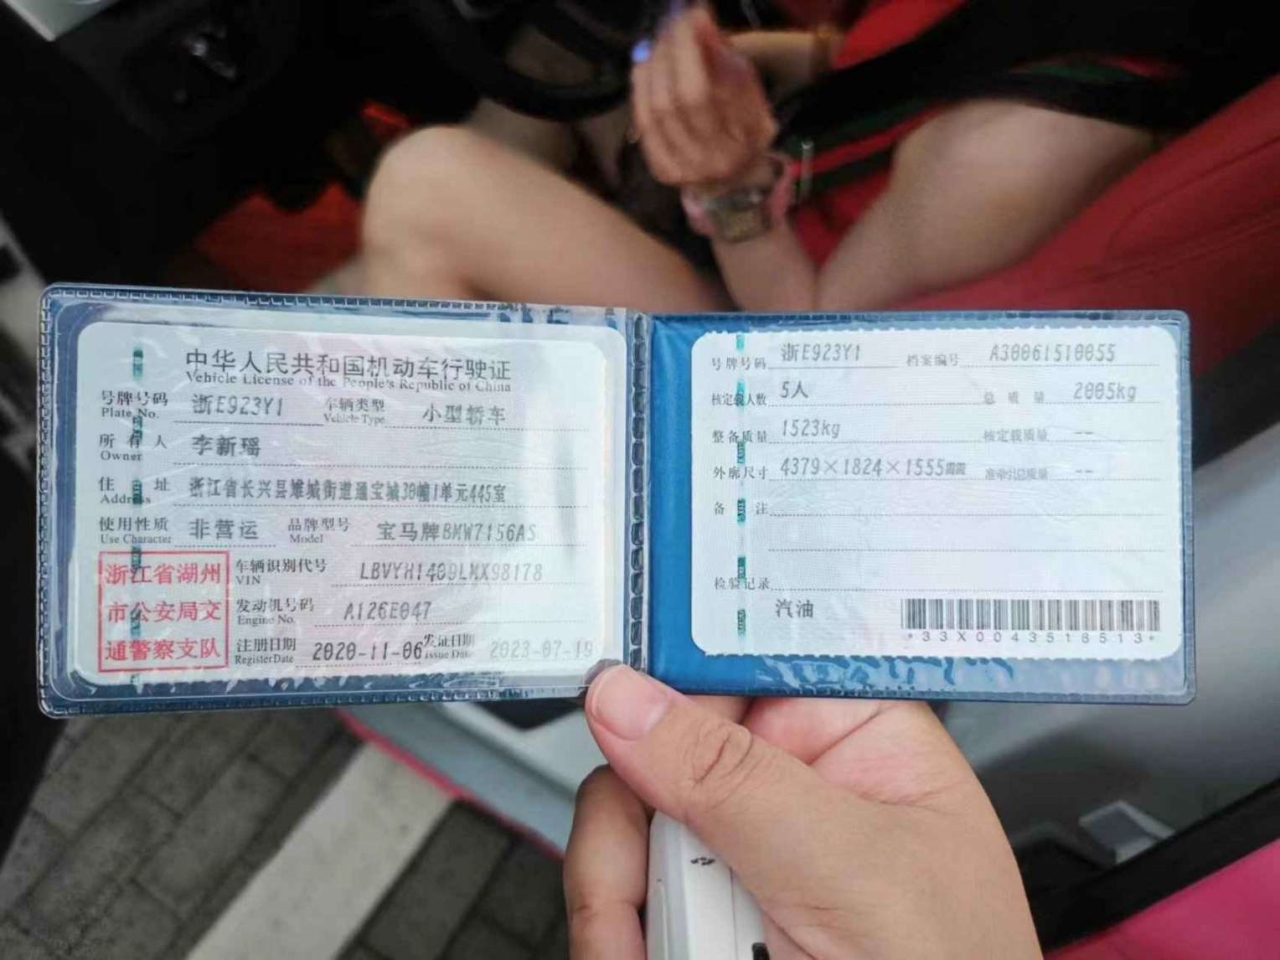 中华人民共和国机动车行驶证
Vehicle License of the People's Republic of China
号牌号码 浙E923Y1 车辆类型 小型轿车
Plate No. Vehicle Type
所有人 李新瑶
Owner
住址 浙江省长兴县雉城街道通宝城30幢1单元445室
Address
使用性质 非营运 品牌型号 宝马牌BMW7156AS
Use Character Model
浙江省湖州
市公安局交
通警察支队
车辆识别代号 LBVYH1409LMX98178
VIN
发动机号码 A126E047
Engine No.
注册日期 2020-11-06 发证日期 2023-07-19
Register Date Issue Date
号牌号码 浙E923Y1 档案编号 A30061510055
核定载人数 5人 总质量 2005kg
整备质量 1523kg 核定载质量 --
外廓尺寸 4379×1824×1555mm 准牵引总质量 --
备注
检验记录
汽油
*33X0043518513*